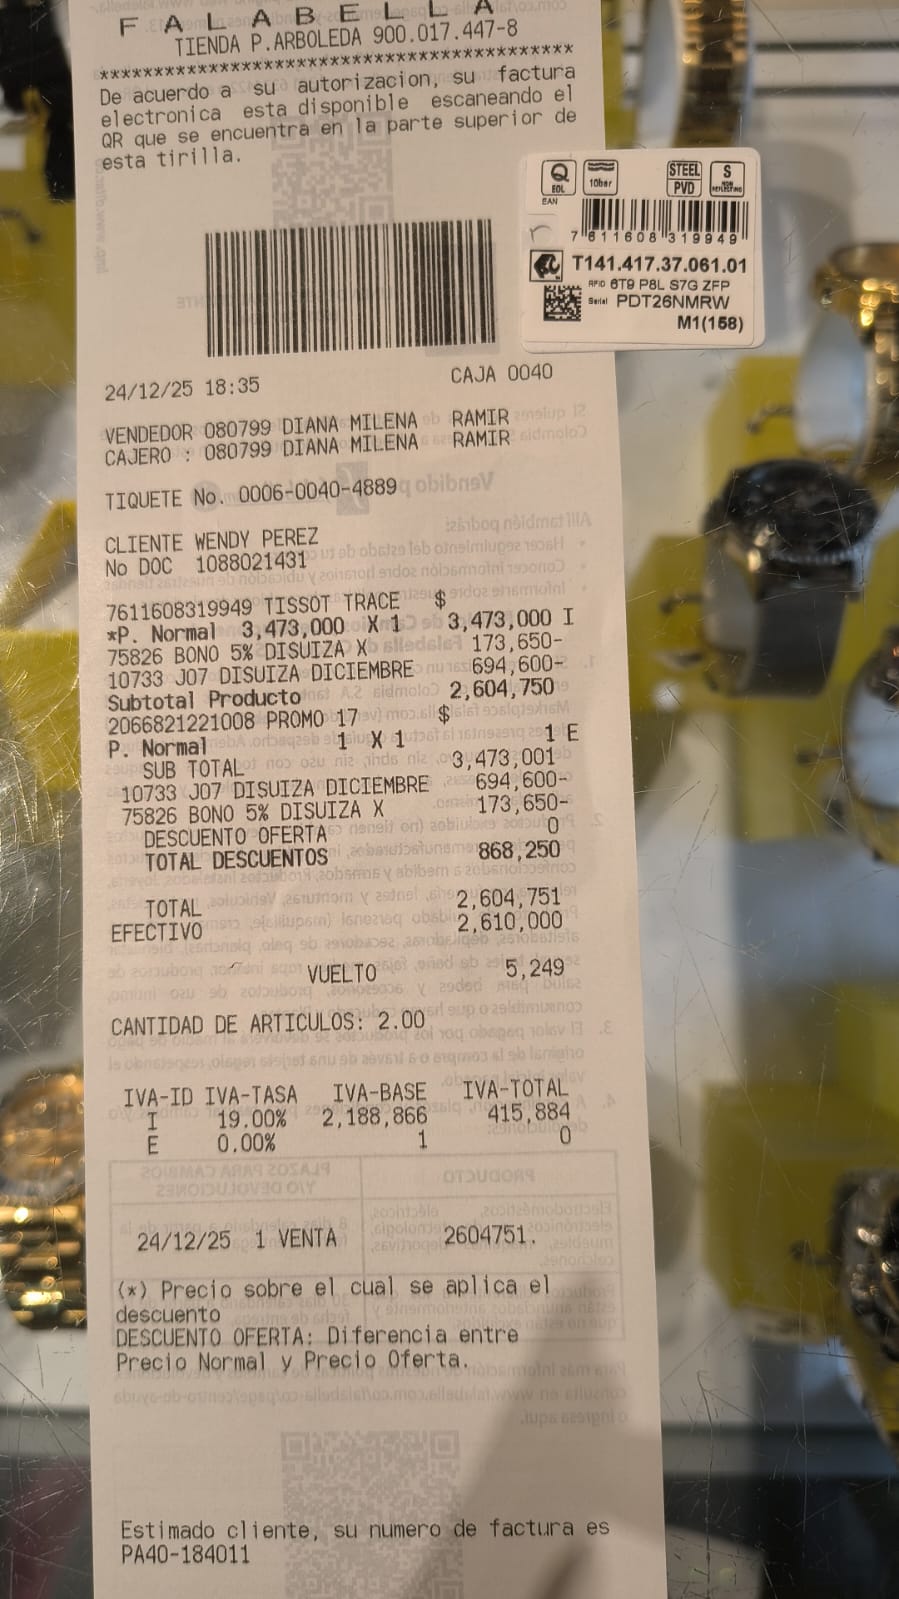 F A L A B E L L A
TIENDA P.ARBOLEDA 900.017.447-8
********************************************
De acuerdo a su autorizacion, su factura
electronica esta disponible escaneando el
QR que se encuentra en la parte superior de
esta tirilla.
Q
EOL
10bar
STEEL
PVD
S
NON REFLECTING
EAN
7 611608 319949
T141.417.37.061.01
RFID 6T9 P8L S7G ZFP
Serial PDT26NMRW
M1(158)
24/12/25 18:35 CAJA 0040
VENDEDOR 080799 DIANA MILENA RAMIR
CAJERO : 080799 DIANA MILENA RAMIR
TIQUETE No. 0006-0040-4889
CLIENTE WENDY PEREZ
No DOC 1088021431
7611608319949 TISSOT TRACE $
*P. Normal 3,473,000 X 1 3,473,000 I
75826 BONO 5% DISUIZA X 173,650-
10733 J07 DISUIZA DICIEMBRE 694,600-
Subtotal Producto 2,604,750
2066821221008 PROMO 17 $
P. Normal 1 X 1 1 E
SUB TOTAL 3,473,001
10733 J07 DISUIZA DICIEMBRE 694,600-
75826 BONO 5% DISUIZA X 173,650-
DESCUENTO OFERTA 0
TOTAL DESCUENTOS 868,250
TOTAL 2,604,751
EFECTIVO 2,610,000
VUELTO 5,249
CANTIDAD DE ARTICULOS: 2.00
IVA-ID IVA-TASA IVA-BASE IVA-TOTAL
I 19.00% 2,188,866 415,884
E 0.00% 1 0
24/12/25 1 VENTA 2604751.
(*) Precio sobre el cual se aplica el
descuento
DESCUENTO OFERTA: Diferencia entre
Precio Normal y Precio Oferta.
Estimado cliente, su numero de factura es
PA40-184011